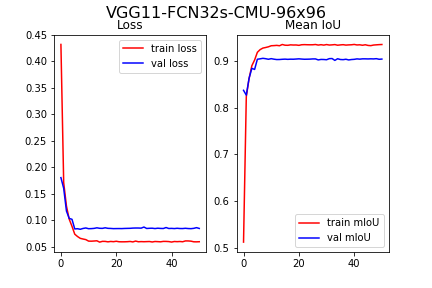 VGG11-FCN32s-CMU-96x96
Loss
0.45
0.40
0.35
0.30
0.25
0.20
0.15
0.10
0.05
0
20
40
train loss
val loss
Mean IoU
0.9
0.8
0.7
0.6
0.5
0
20
40
train mIoU
val mIoU